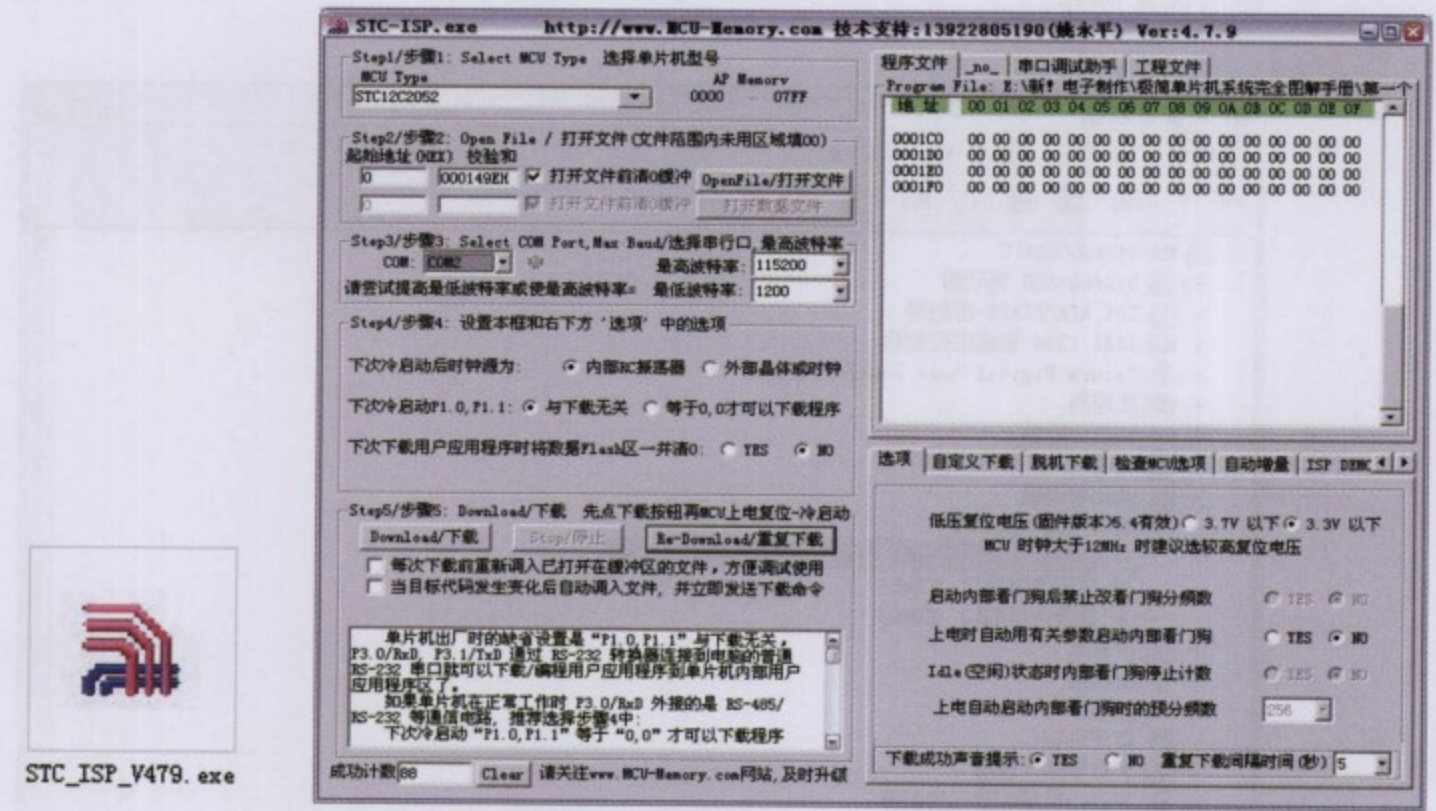 STC-ISP.exe http://www.MCU-Memory.com 技术支持:13922805190(姚永平) Ver:4.7.9
Step1/步骤1: Select MCU Type 选择单片机型号
MCU Type AP Memory
STC12C2052 0000 - 07FF
Step2/步骤2: Open File / 打开文件(文件范围内未用区域填00)
起始地址(HEX) 校验和
0 000149EH 打开文件前清0缓冲 OpenFile/打开文件
0 打开文件前清0缓冲 打开数据文件
Step3/步骤3: Select COM Port,Max Baud/选择串行口,最高波特率
COM: COM2 最高波特率: 115200
请尝试提高最低波特率或使最高波特率= 最低波特率: 1200
Step4/步骤4: 设置本框和右下方 '选项' 中的选项
下次冷启动后时钟源为: 内部RC振荡器 外部晶体或时钟
下次冷启动P1.0,P1.1: 与下载无关 等于0,0才可以下载程序
下次下载用户应用程序时将数据Flash区一并清0: YES NO
Step5/步骤5: Download/下载 先点下载按钮再MCU上电复位-冷启动
Download/下载 Stop/停止 Re-Download/重复下载
每次下载前重新调入已打开在缓冲区的文件,方便调试使用
当目标代码发生变化后自动调入文件, 并立即发送下载命令
单片机出厂时的缺省设置是“P1.0,P1.1”与下载无关,
P3.0/RxD, P3.1/TxD 通过 RS-232 转换器连接到电脑的普通
RS-232 串口就可以下载/编程用户应用程序到单片机内部用户
应用程序区了。
如果单片机在正常工作时 P3.0/RxD 外接的是 RS-485/
RS-232 等通信电路, 推荐选择步骤4中:
下次冷启动 “P1.0,P1.1”等于 “0,0” 才可以下载程序
成功计数 88 Clear 请关注www.MCU-Memory.com网站,及时升级
程序文件 _no_ 串口调试助手 工程文件
Program File: E:\新! 电子制作\极简单片机系统完全图解手册\第一个
地 址 00 01 02 03 04 05 06 07 08 09 0A 0B 0C 0D 0E 0F
0001C0 00 00 00 00 00 00 00 00 00 00 00 00 00 00 00 00
0001D0 00 00 00 00 00 00 00 00 00 00 00 00 00 00 00 00
0001E0 00 00 00 00 00 00 00 00 00 00 00 00 00 00 00 00
0001F0 00 00 00 00 00 00 00 00 00 00 00 00 00 00 00 00
选项 自定义下载 脱机下载 检查MCU选项 自动增量 ISP DEMO
低压复位电压(固件版本>5.4有效) 3.7V 以下 3.3V 以下
MCU 时钟大于12MHz 时建议选较高复位电压
启动内部看门狗后禁止改看门狗分频数 YES NO
上电时自动用有关参数启动内部看门狗 YES NO
Idle(空闲)状态时内部看门狗停止计数 YES NO
上电自动启动内部看门狗时的预分频数 256
下载成功声音提示: YES NO 重复下载间隔时间(秒) 5
STC_ISP_V479.exe